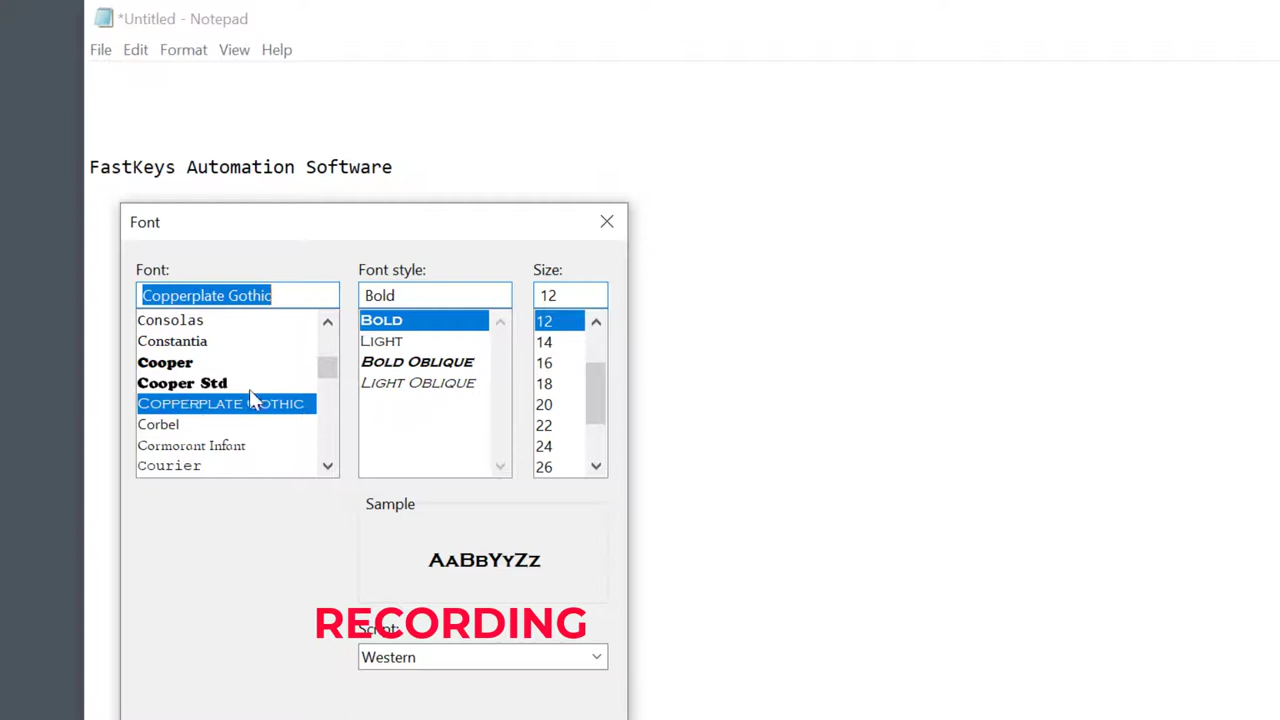 *Untitled - Notepad
File Edit Format View Help
FastKeys Automation Software
Font
Font: Font style: Size:
Copperplate Gothic Bold 12
Consolas BOLD 12
Constantia LIGHT 14
Cooper BOLD OBLIQUE 16
Cooper Std LIGHT OBLIQUE 18
COPPERPLATE GOTHIC 20
Corbel 22
Cormorant Infant 24
Courier 26
Sample
AABBYYZZ
RECORDING
Script:
Western